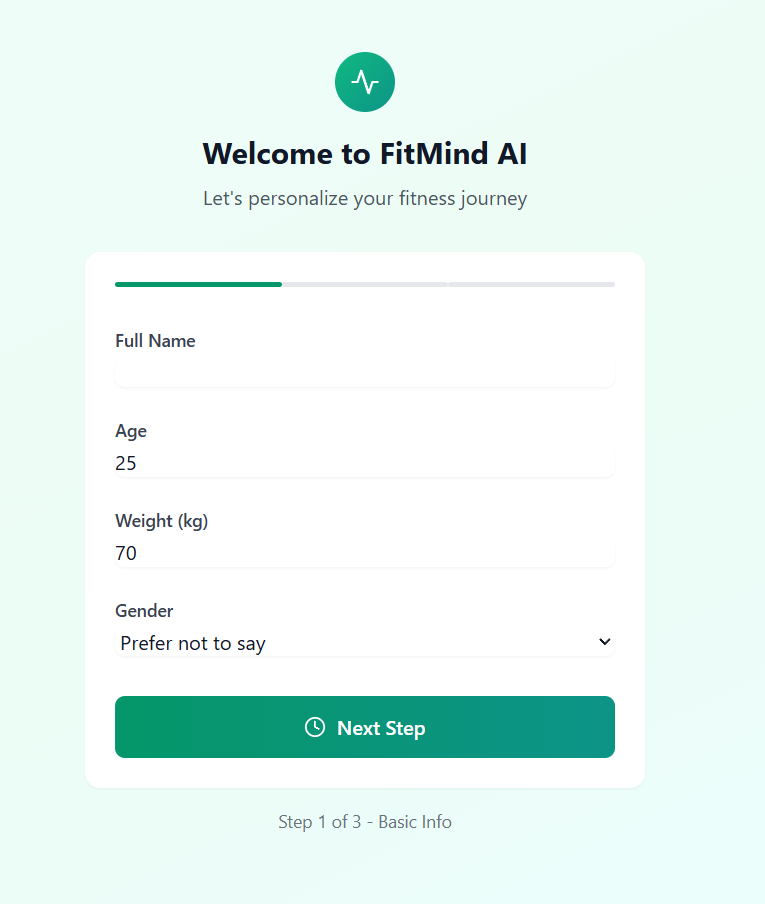 Welcome to FitMind AI
Let's personalize your fitness journey
Full Name
Age
25
Weight (kg)
70
Gender
Prefer not to say
Next Step
Step 1 of 3 - Basic Info